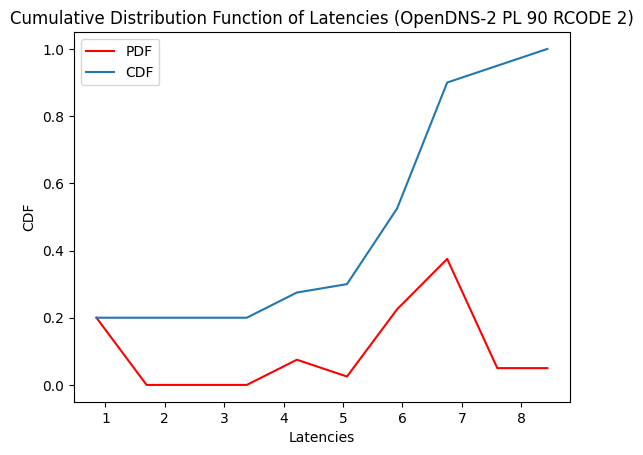 Cumulative Distribution Function of Latencies (OpenDNS-2 PL 90 RCODE 2)
PDF
CDF
1.0
0.8
0.6
0.4
0.2
0.0
CDF
1 2 3 4 5 6 7 8
Latencies